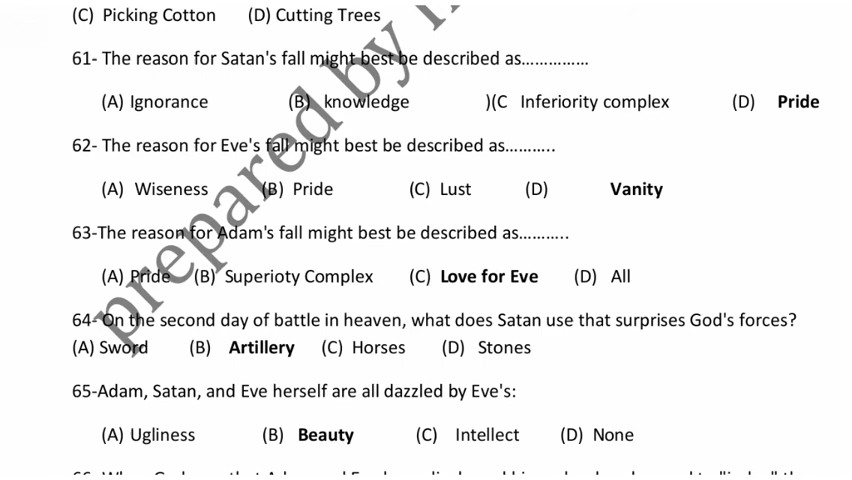 (C) Picking Cotton (D) Cutting Trees
61- The reason for Satan's fall might best be described as...............
(A) Ignorance (B) knowledge )(C Inferiority complex (D) Pride
62- The reason for Eve's fall might best be described as...........
(A) Wiseness (B) Pride (C) Lust (D) Vanity
63-The reason for Adam's fall might best be described as...........
(A) Pride (B) Superioty Complex (C) Love for Eve (D) All
64- On the second day of battle in heaven, what does Satan use that surprises God's forces?
(A) Sword (B) Artillery (C) Horses (D) Stones
65-Adam, Satan, and Eve herself are all dazzled by Eve's:
(A) Ugliness (B) Beauty (C) Intellect (D) None
prepared by